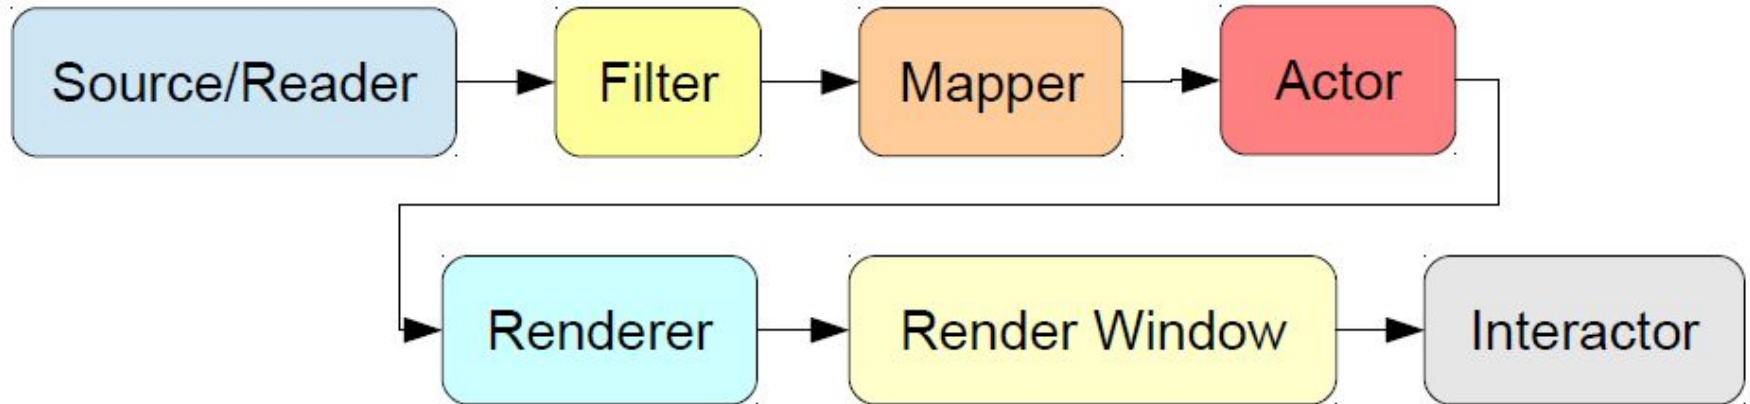 Source/Reader
Filter
Mapper
Actor
Renderer
Render Window
Interactor